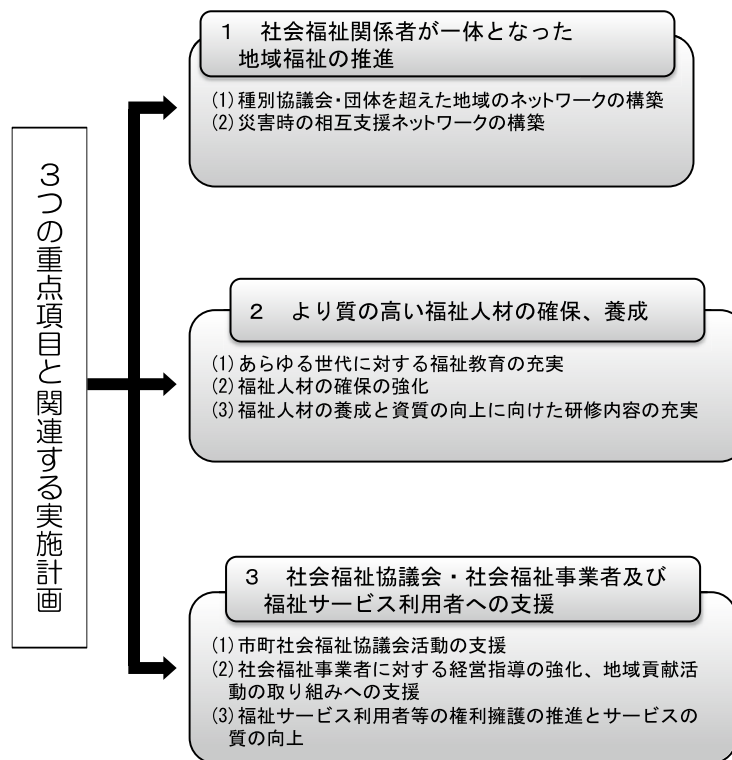 3つの重点項目と関連する実施計画
１　社会福祉関係者が一体となった
地域福祉の推進
(1) 種別協議会・団体を超えた地域のネットワークの構築
(2) 災害時の相互支援ネットワークの構築
２　より質の高い福祉人材の確保、養成
(1) あらゆる世代に対する福祉教育の充実
(2) 福祉人材の確保の強化
(3) 福祉人材の養成と資質の向上に向けた研修内容の充実
３　社会福祉協議会・社会福祉事業者及び
福祉サービス利用者への支援
(1) 市町社会福祉協議会活動の支援
(2) 社会福祉事業者に対する経営指導の強化、地域貢献活
動の取り組みへの支援
(3) 福祉サービス利用者等の権利擁護の推進とサービスの
質の向上